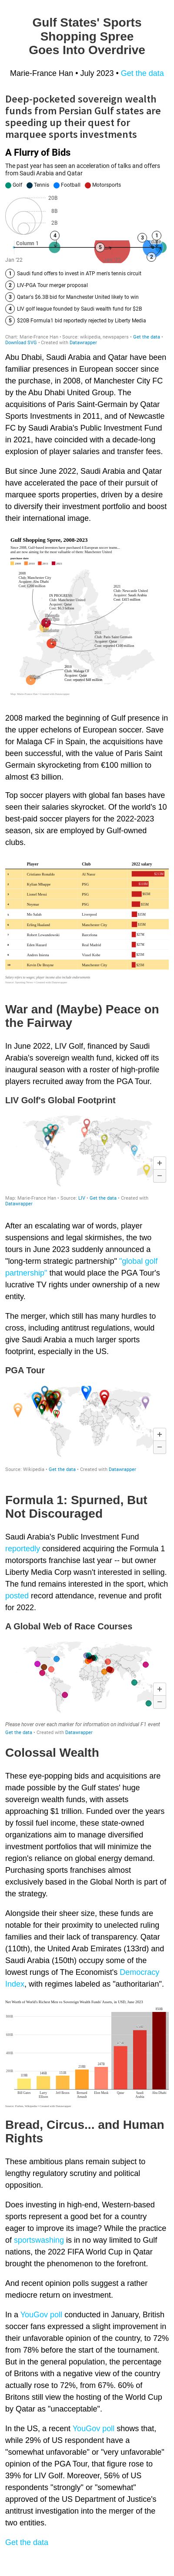 Gulf States' Sports
Shopping Spree
Goes Into Overdrive
Marie-France Han • July 2023 • Get the data
Deep-pocketed sovereign wealth
funds from Persian Gulf states are
speeding up their quest for
marquee sports investments
A Flurry of Bids
The past year has seen an acceleration of talks and offers
from Saudi Arabia and Qatar
Golf Tennis Football Motorsports
20B
8B
2B
Column 1
Jan '22
1 Saudi fund offers to invest in ATP men's tennis circuit
2 LIV-PGA Tour merge proposal
3 Qatar's $6.3B bid for Manchester United likely to win
4 LIV golf league founded by Saudi wealth fund for $2B
5 $20B Formula1 bid reportedly rejected by Liberty Media
Chart: Marie-France Han • Source: wikipedia, newspapers • Get the data •
Download SVG • Created with Datawrapper
Abu Dhabi, Saudi Arabia and Qatar have been
familiar presences in European soccer since
the purchase, in 2008, of Manchester City FC
by the Abu Dhabi United Group. The
acquisitions of Paris Saint-Germain by Qatar
Sports Investments in 2011, and of Newcastle
FC by Saudi Arabia's Public Investment Fund
in 2021, have coincided with a decade-long
explosion of player salaries and transfer fees.
But since June 2022, Saudi Arabia and Qatar
have accelerated the pace of their pursuit of
marquee sports properties, driven by a desire
to diversify their investment portfolio and boost
their international image.
Golf Shopping Spree, 2008-2023
2008 marked the beginning of Gulf presence in
the upper echelons of European soccer. Save
for Malaga CF in Spain, the acquisitions have
been successful, with the value of Paris Saint
Germain skyrocketing from €100 million to
almost €3 billion.
Top soccer players with global fan bases have
seen their salaries skyrocket. Of the world's 10
best-paid soccer players for the 2022-2023
season, six are employed by Gulf-owned
clubs.
Player Club 2022 salary
Cristiano Ronaldo Al Nassr
Kylian Mbappe PSG
Lionel Messi PSG
Neymar PSG
Mo Salah Liverpool
Erling Haaland Manchester City
Robert Lewandowski Barcelona
Eden Hazard Real Madrid
Andres Iniesta Vissel Kobe
Kevin De Bruyne Manchester City
War and (Maybe) Peace on
the Fairway
In June 2022, LIV Golf, financed by Saudi
Arabia's sovereign wealth fund, kicked off its
inaugural season with a roster of high-profile
players recruited away from the PGA Tour.
LIV Golf's Global Footprint
+
−
Map: Marie-France Han • Source: LIV • Get the data • Created with
Datawrapper
After an escalating war of words, player
suspensions and legal skirmishes, the two
tours in June 2023 suddenly announced a
"long-term strategic partnership" "global golf
partnership" that would place the PGA Tour's
lucrative TV rights under ownership of a new
entity.
The merger, which still has many hurdles to
cross, including antitrust regulations, would
give Saudi Arabia a much larger sports
footprint, especially in the US.
PGA Tour
+
−
Source: Wikipedia • Get the data • Created with Datawrapper
Formula 1: Spurned, But
Not Discouraged
Saudi Arabia's Public Investment Fund
reportedly considered acquiring the Formula 1
motorsports franchise last year -- but owner
Liberty Media Corp wasn't interested in selling.
The fund remains interested in the sport, which
posted record attendance, revenue and profit
for 2022.
A Global Web of Race Courses
+
−
Please hover over each marker for information on individual F1 event
Get the data • Created with Datawrapper
Colossal Wealth
These eye-popping bids and acquisitions are
made possible by the Gulf states' huge
sovereign wealth funds, with assets
approaching $1 trillion. Funded over the years
by fossil fuel income, these state-owned
organizations aim to manage diversified
investment portfolios that will minimize the
region's reliance on global energy demand.
Purchasing sports franchises almost
exclusively based in the Global North is part of
the strategy.
Alongside their sheer size, these funds are
notable for their proximity to unelected ruling
families and their lack of transparency. Qatar
(110th), the United Arab Emirates (133rd) and
Saudi Arabia (150th) occupy some of the
lowest rungs of The Economist's Democracy
Index, with regimes labeled as "authoritarian".
Bread, Circus... and Human
Rights
These ambitious plans remain subject to
lengthy regulatory scrutiny and political
opposition.
Does investing in high-end, Western-based
sports represent a good bet for a country
eager to improve its image? While the practice
of sportswashing is in no way limited to Gulf
nations, the 2022 FIFA World Cup in Qatar
brought the phenomenon to the forefront.
And recent opinion polls suggest a rather
mediocre return on investment.
In a YouGov poll conducted in January, British
soccer fans expressed a slight improvement in
their unfavorable opinion of the country, to 72%
from 78% before the start of the tournament.
But in the general population, the percentage
of Britons with a negative view of the country
actually rose to 72%, from 67%. 60% of
Britons still view the hosting of the World Cup
by Qatar as "unacceptable".
In the US, a recent YouGov poll shows that,
while 29% of US respondent have a
"somewhat unfavorable" or "very unfavorable"
opinion of the PGA Tour, that figure rose to
39% for LIV Golf. Moreover, 56% of US
respondents "strongly" or "somewhat"
approved of the US Department of Justice's
antitrust investigation into the merger of the
two entities.
Get the data